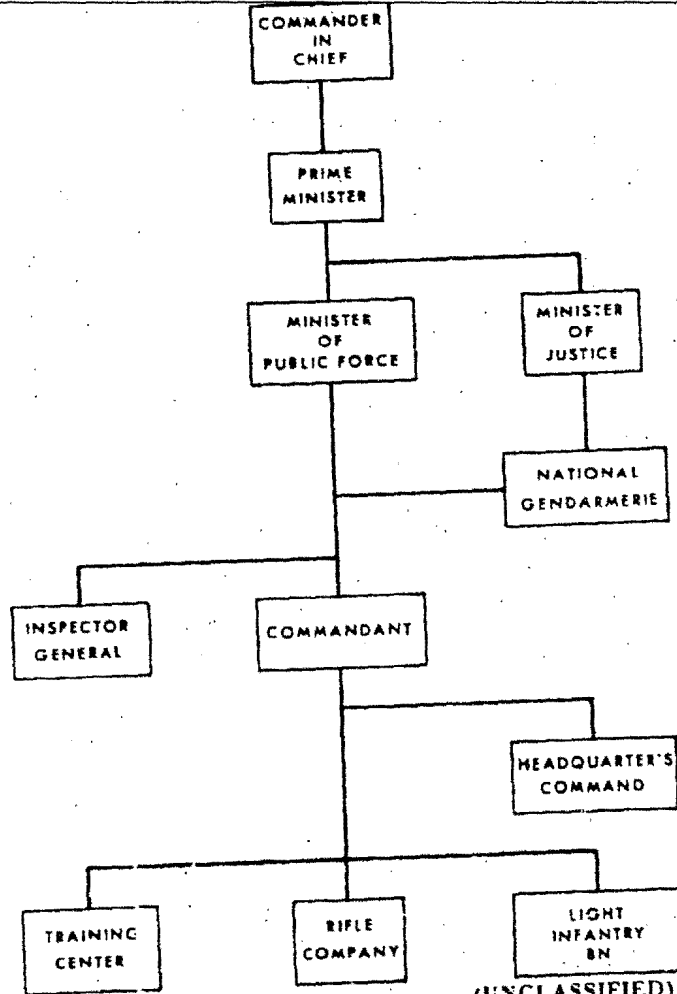 COMMANDER
IN
CHIEF
PRIME
MINISTER
MINISTER
OF
PUBLIC FORCE
MINISTER
OF
JUSTICE
NATIONAL
GENDARMERIE
INSPECTOR
GENERAL
COMMANDANT
HEADQUARTER'S
COMMAND
TRAINING
CENTER
RIFLE
COMPANY
LIGHT
INFANTRY
BN
(UNCLASSIFIED)